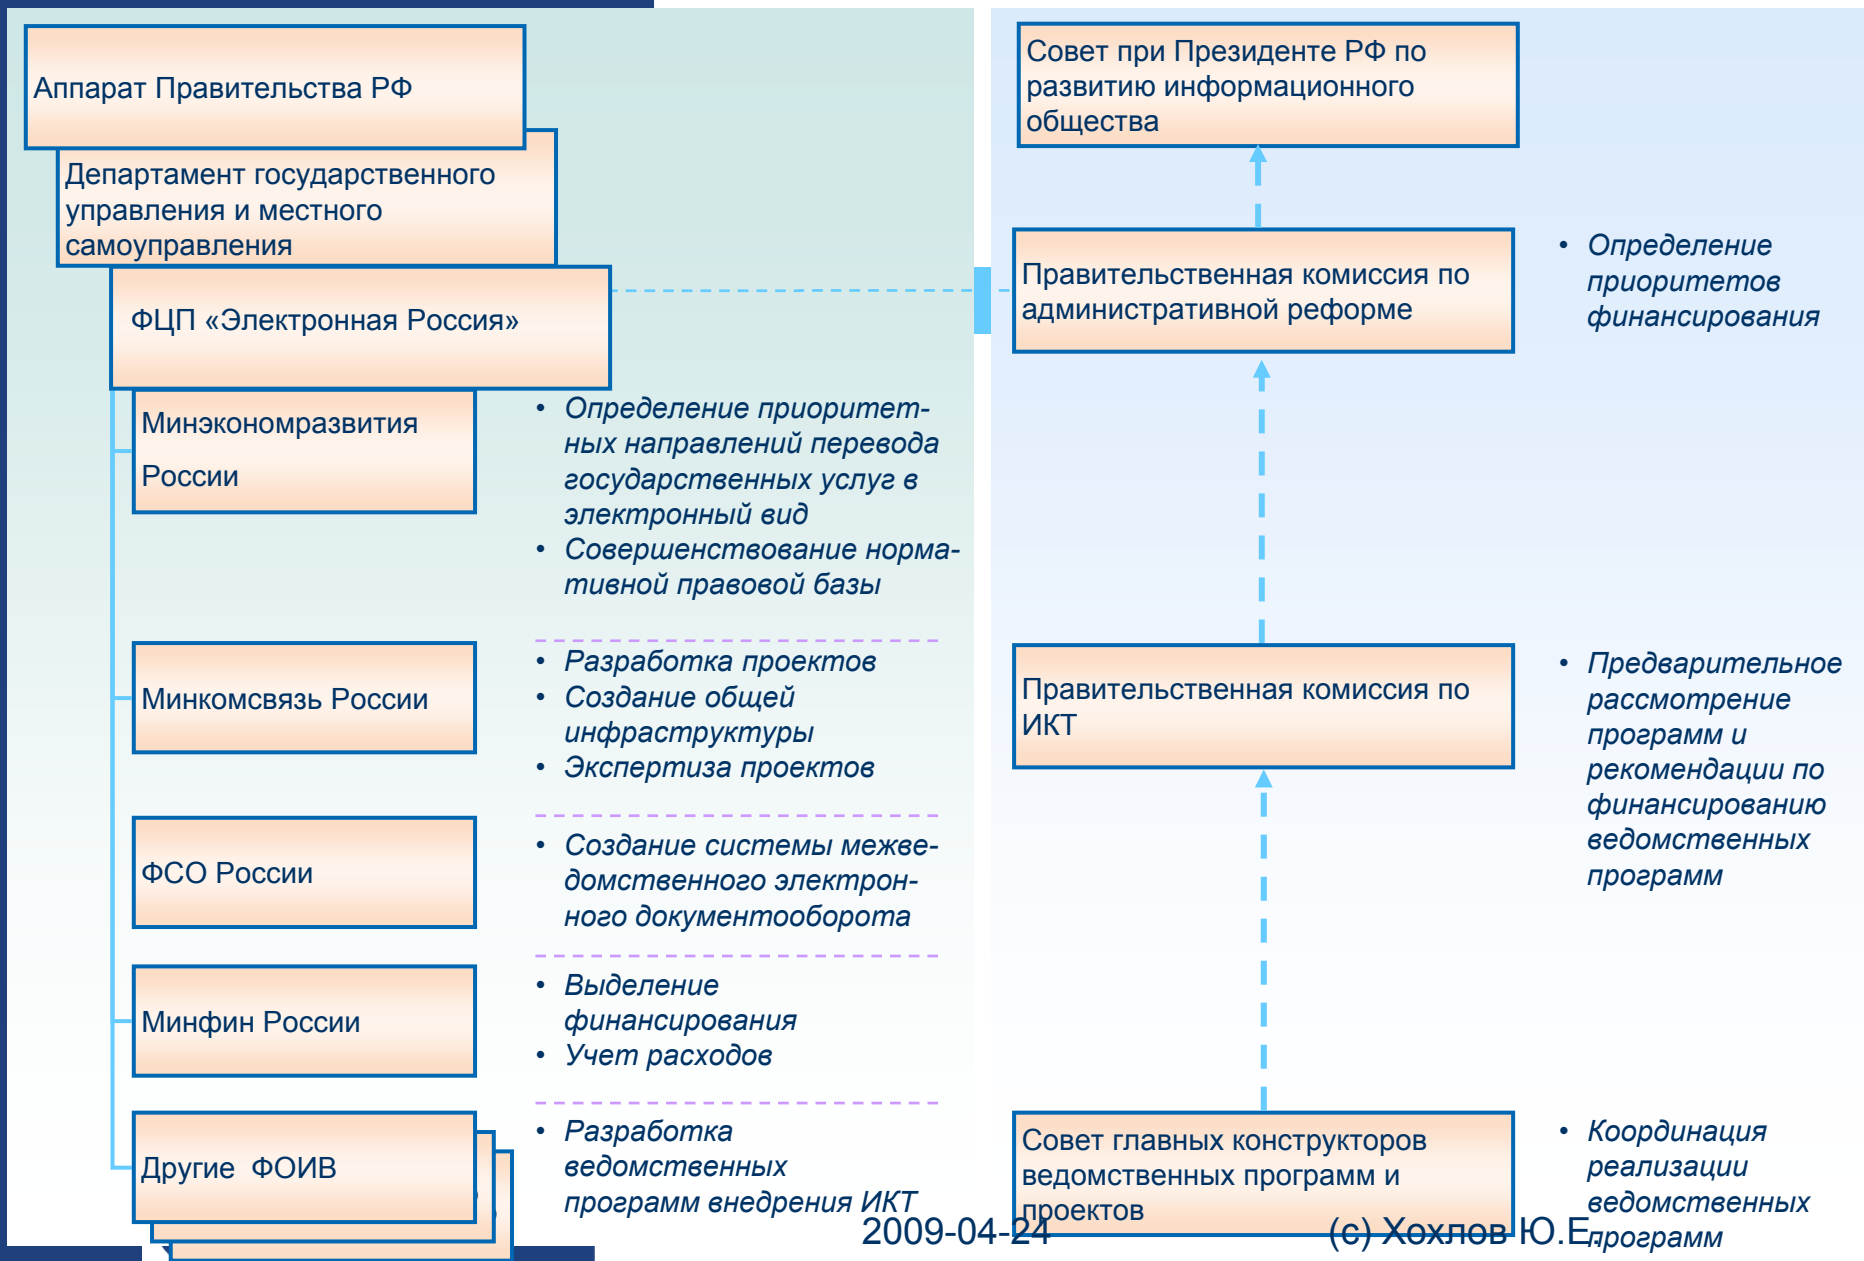 Аппарат Правительства РФ
Департамент государственного
управления и местного
самоуправления
ФЦП «Электронная Россия»
Минэкономразвития
России
• Определение приоритет-
ных направлений перевода
государственных услуг в
электронный вид
• Совершенствование норма-
тивной правовой базы
Минкомсвязь России
• Разработка проектов
• Создание общей
инфраструктуры
• Экспертиза проектов
ФСО России
• Создание системы межве-
домственного электрон-
ного документооборота
Минфин России
• Выделение
финансирования
• Учет расходов
Другие ФОИВ
• Разработка
ведомственных
программ внедрения ИКТ
Совет при Президенте РФ по
развитию информационного
общества
Правительственная комиссия по
административной реформе
• Определение
приоритетов
финансирования
Правительственная комиссия по
ИКТ
• Предварительное
рассмотрение
программ и
рекомендации по
финансированию
ведомственных
программ
Совет главных конструкторов
ведомственных программ и
проектов
• Координация
реализации
ведомственных
программ
2009-04-24
(с) Хохлов Ю.Е.